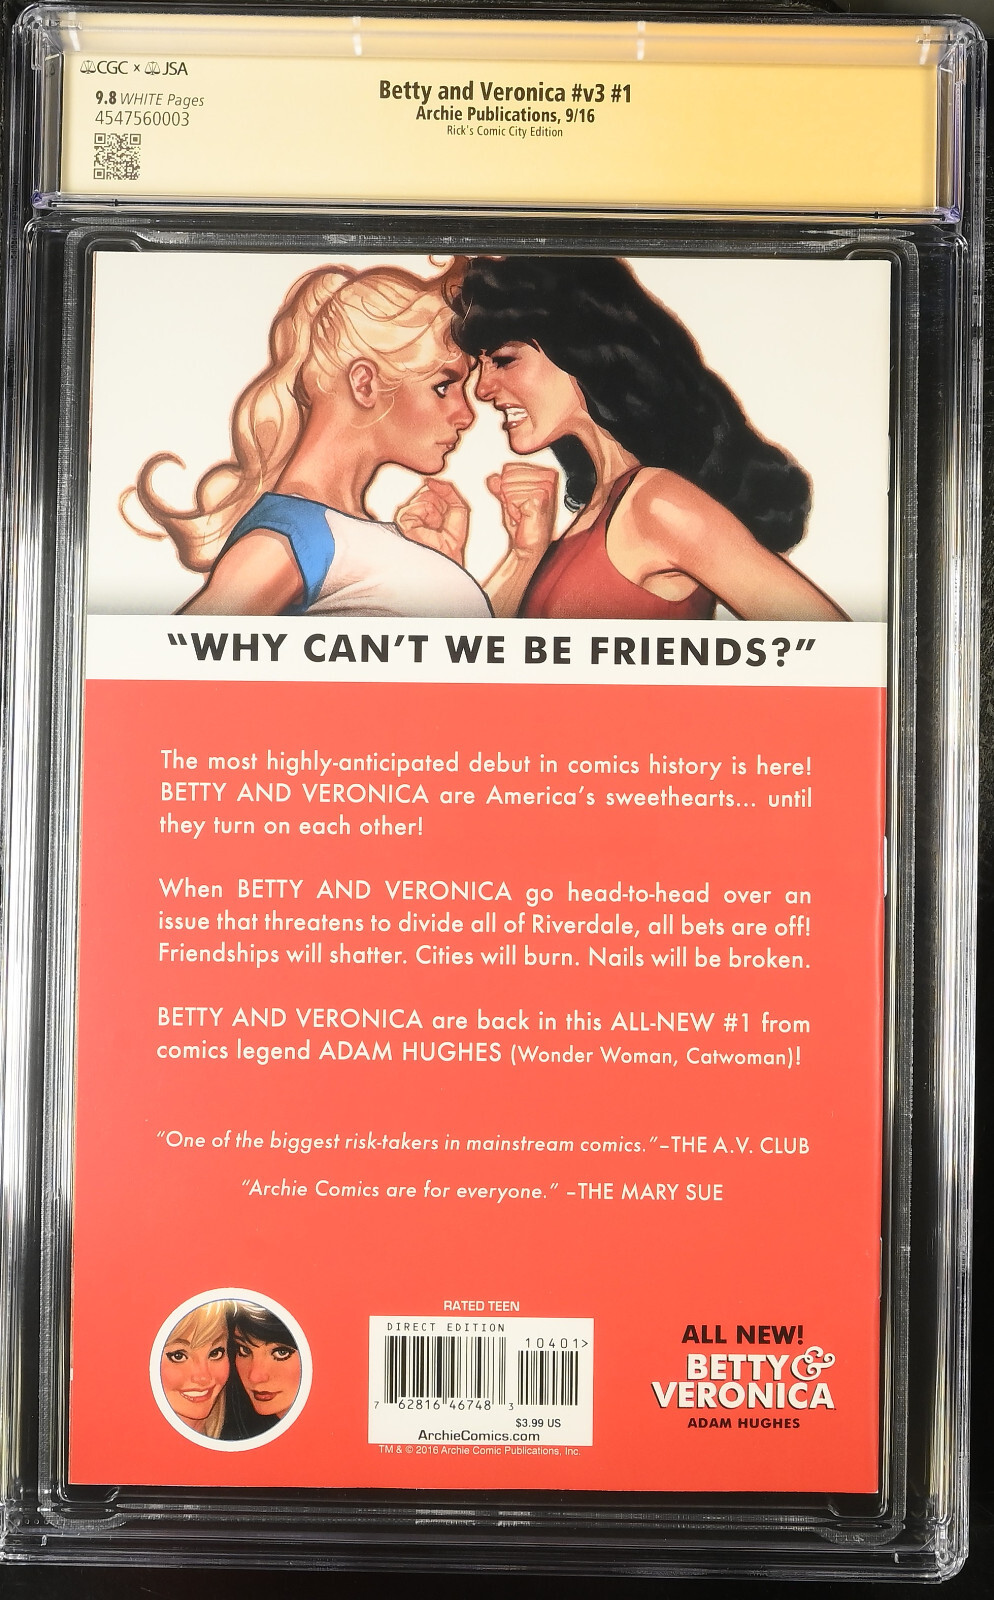 CGC × JSA
9.8 WHITE Pages
4547560003
Betty and Veronica #v3 #1
Archie Publications, 9/16
Rick's Comic City Edition
“WHY CAN’T WE BE FRIENDS?”
The most highly-anticipated debut in comics history is here!
BETTY AND VERONICA are America’s sweethearts... until
they turn on each other!
When BETTY AND VERONICA go head-to-head over an
issue that threatens to divide all of Riverdale, all bets are off!
Friendships will shatter. Cities will burn. Nails will be broken.
BETTY AND VERONICA are back in this ALL-NEW #1 from
comics legend ADAM HUGHES (Wonder Woman, Catwoman)!
“One of the biggest risk-takers in mainstream comics.” –THE A.V. CLUB
“Archie Comics are for everyone.” –THE MARY SUE
RATED TEEN
DIRECT EDITION
10401>
7 62816 46748 3
$3.99 US
ArchieComics.com
TM & © 2016 Archie Comic Publications, Inc.
ALL NEW!
BETTY &
VERONICA
ADAM HUGHES